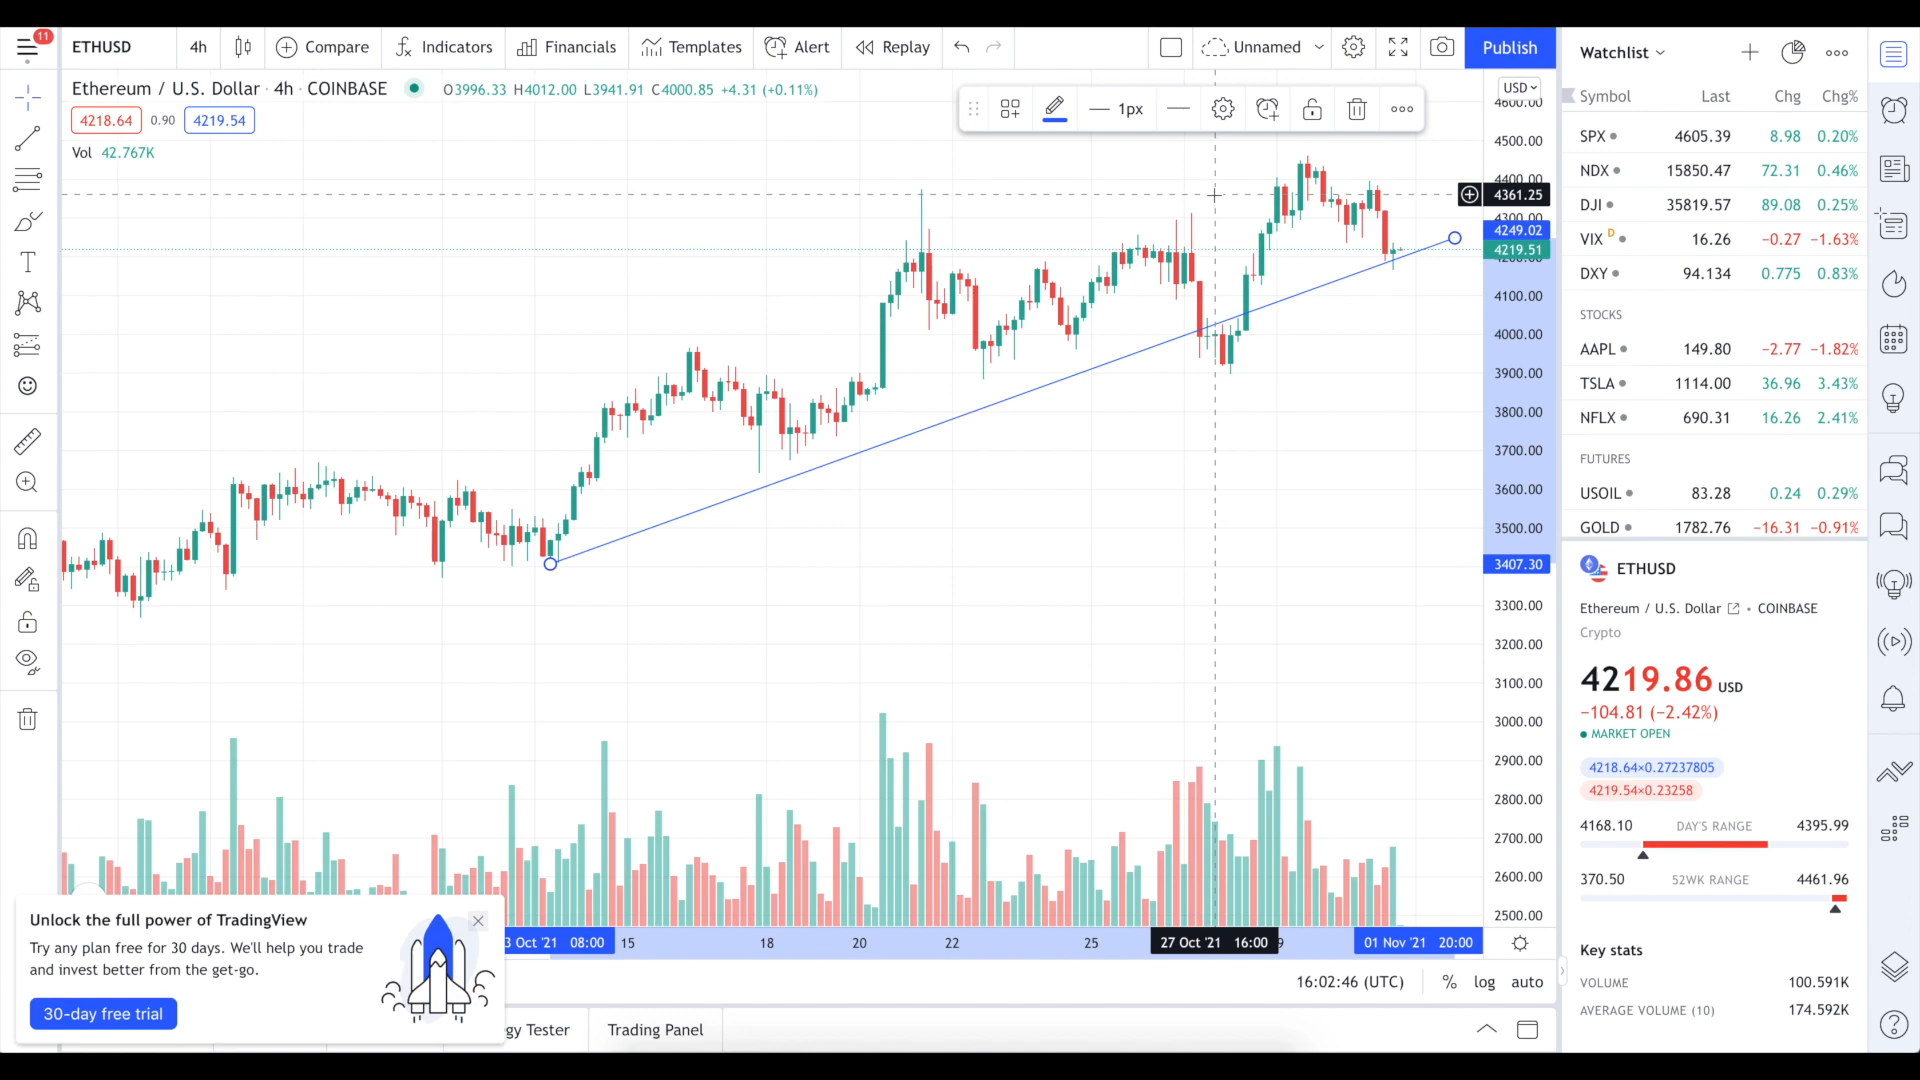 11
ETHUSD
4h
Compare
Indicators
Financials
Templates
Alert
Replay
Unnamed
Publish
Ethereum / U.S. Dollar · 4h · COINBASE
O3996.33 H4012.00 L3941.91 C4000.85 +4.31 (+0.11%)
4218.64 0.90 4219.54
Vol 42.767K
1px
USD
4600.00
4500.00
4400.00
4361.25
4300.00
4249.02
4219.51
4200.00
4100.00
4000.00
3900.00
3800.00
3700.00
3600.00
3500.00
3407.30
3300.00
3200.00
3100.00
3000.00
2900.00
2800.00
2700.00
2600.00
2500.00
3 Oct '21 08:00 15 18 20 22 25 27 Oct '21 16:00 9 01 Nov '21 20:00
16:02:46 (UTC) % log auto
gy Tester Trading Panel
Unlock the full power of TradingView
Try any plan free for 30 days. We'll help you trade
and invest better from the get-go.
30-day free trial
Watchlist
Symbol Last Chg Chg%
SPX 4605.39 8.98 0.20%
NDX 15850.47 72.31 0.46%
DJI 35819.57 89.08 0.25%
VIX D 16.26 −0.27 −1.63%
DXY 94.134 0.775 0.83%
STOCKS
AAPL 149.80 −2.77 −1.82%
TSLA 1114.00 36.96 3.43%
NFLX 690.31 16.26 2.41%
FUTURES
USOIL 83.28 0.24 0.29%
GOLD 1782.76 −16.31 −0.91%
ETHUSD
Ethereum / U.S. Dollar • COINBASE
Crypto
4219.86 USD
−104.81 (−2.42%)
MARKET OPEN
4218.64×0.27237805
4219.54×0.23258
4168.10 DAY'S RANGE 4395.99
370.50 52WK RANGE 4461.96
Key stats
VOLUME 100.591K
AVERAGE VOLUME (10) 174.592K